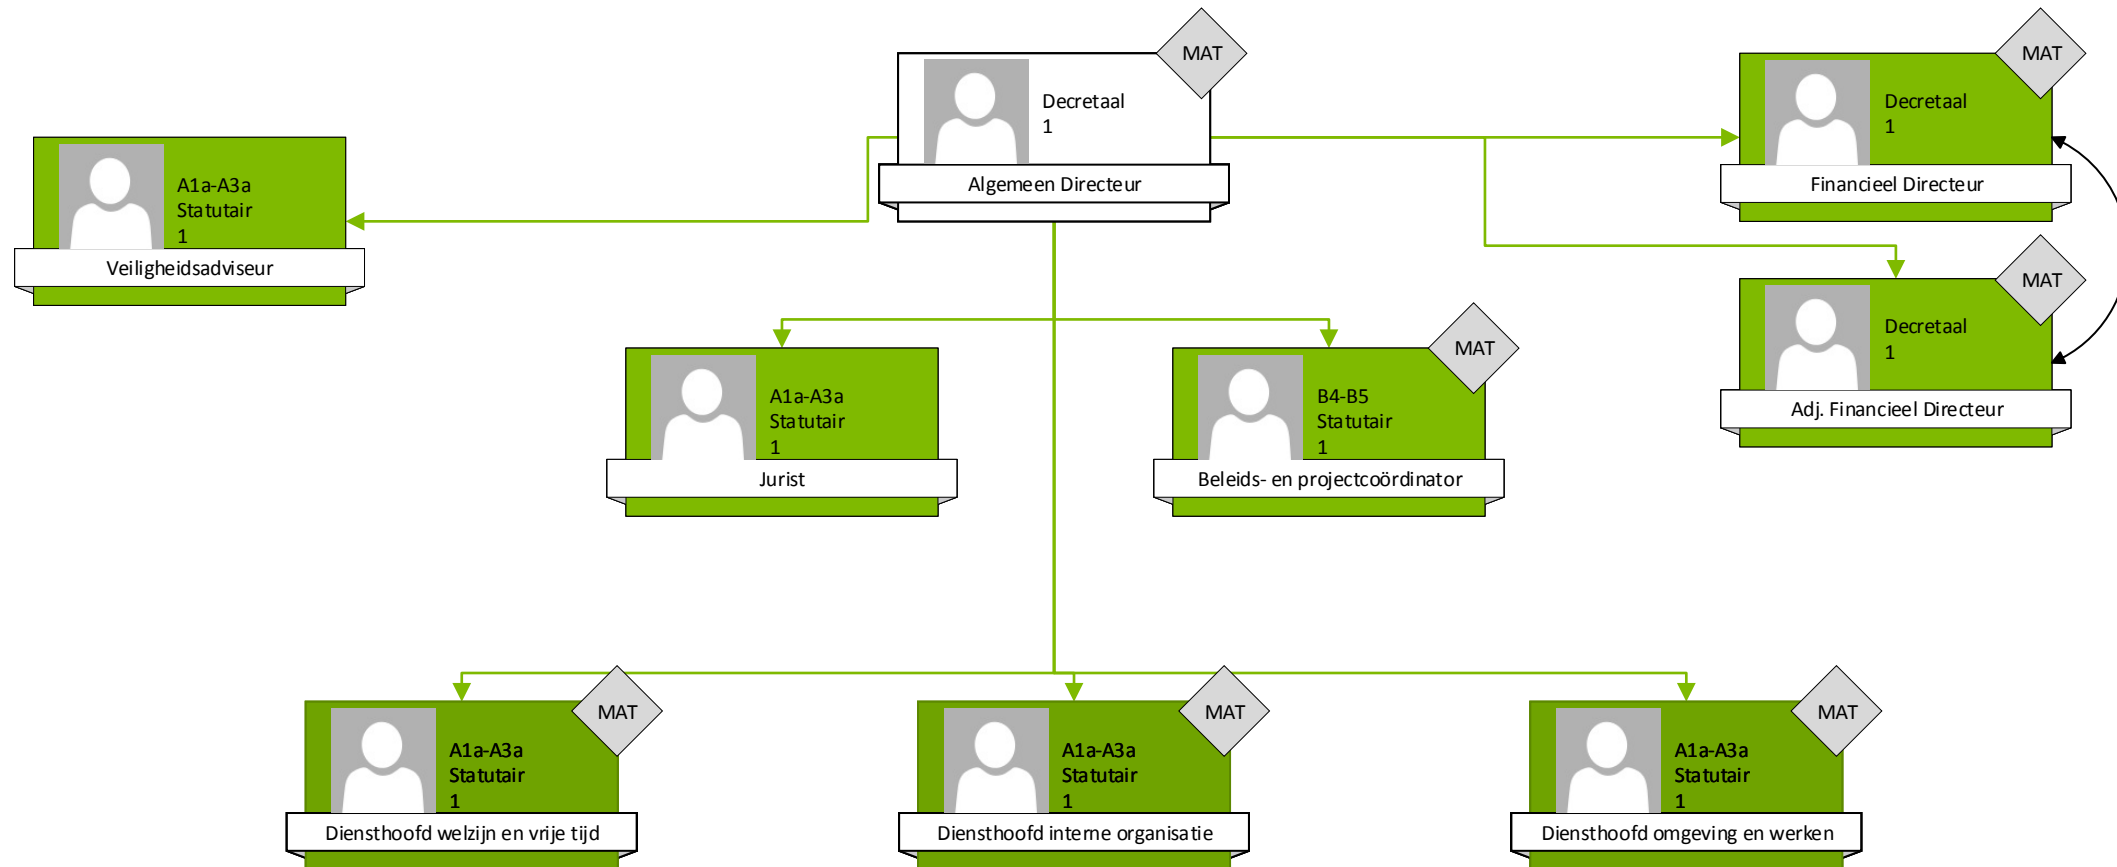 MAT
Decretaal
1
Algemeen Directeur
MAT
Decretaal
1
Financieel Directeur
A1a-A3a
Statutair
1
Veiligheidsadviseur
MAT
Decretaal
1
Adj. Financieel Directeur
A1a-A3a
Statutair
1
Jurist
MAT
B4-B5
Statutair
1
Beleids- en projectcoördinator
MAT
A1a-A3a
Statutair
1
Diensthoofd welzijn en vrije tijd
MAT
A1a-A3a
Statutair
1
Diensthoofd interne organisatie
MAT
A1a-A3a
Statutair
1
Diensthoofd omgeving en werken